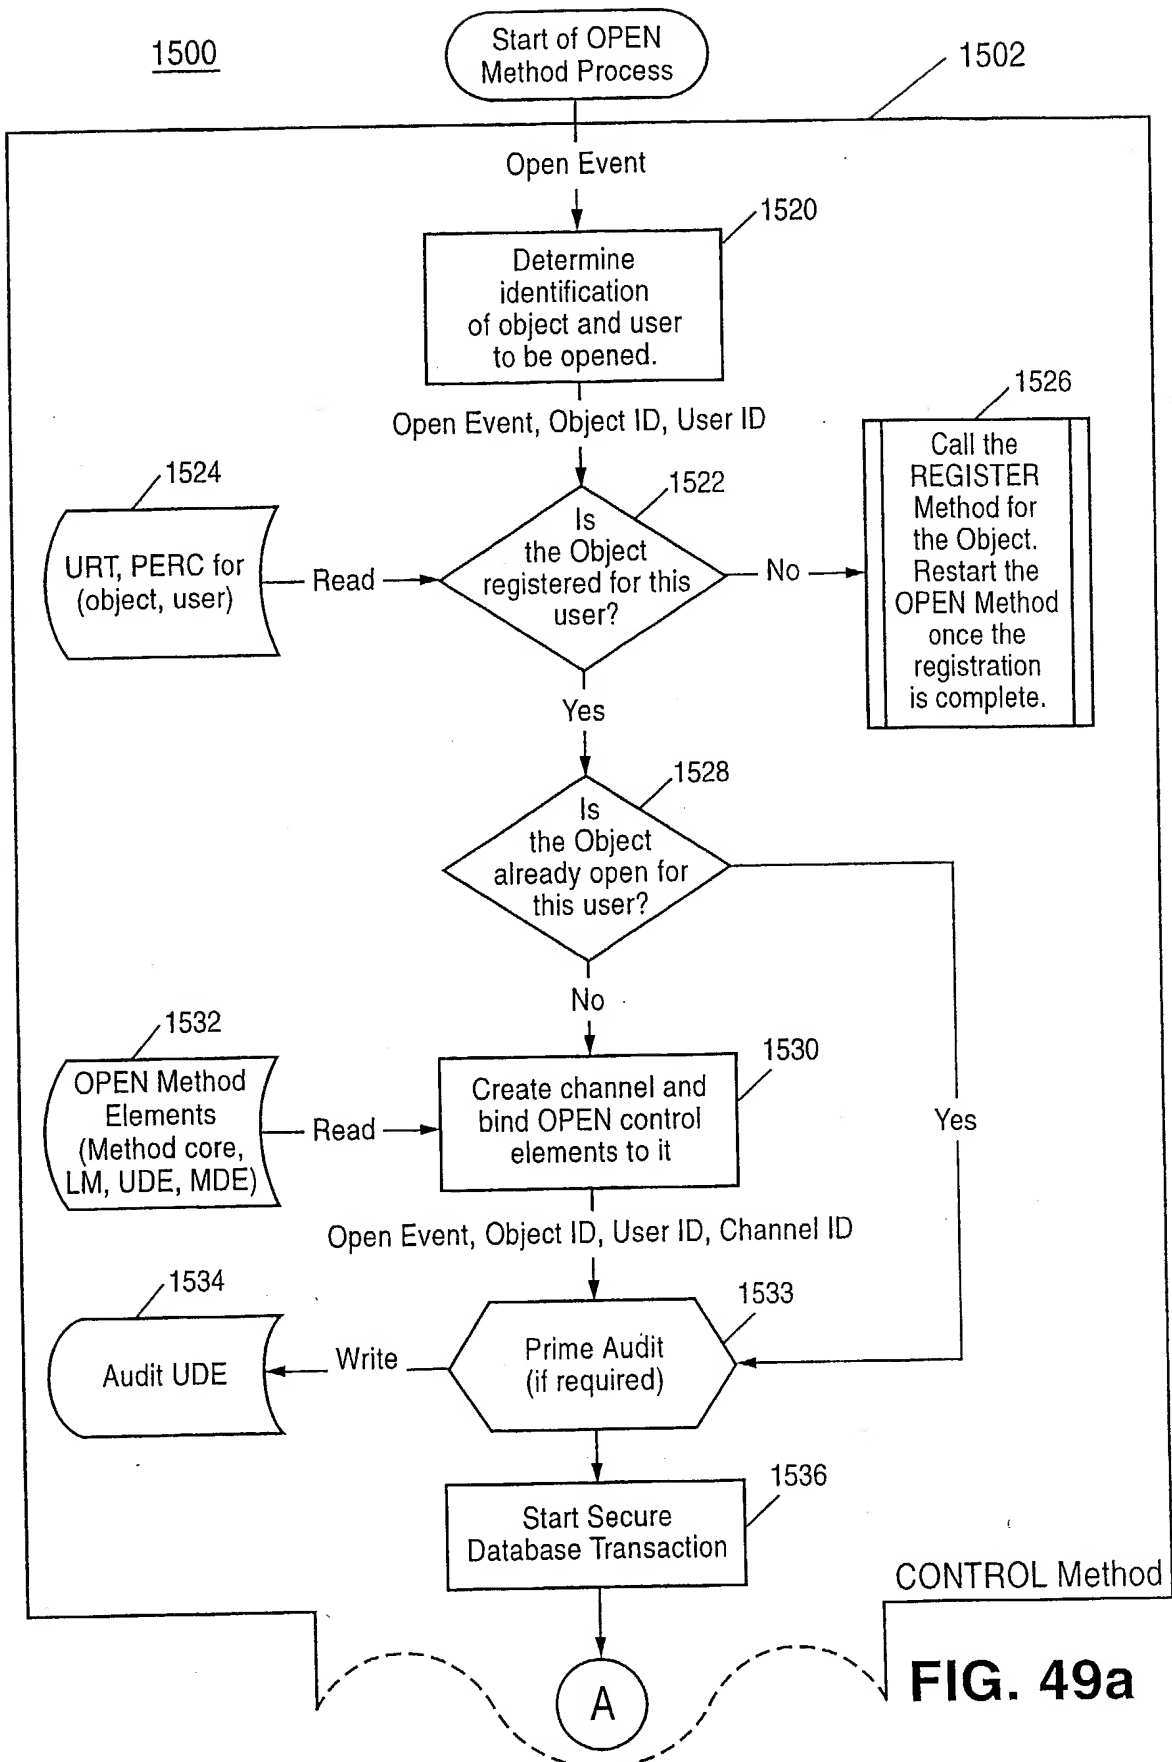 1500
Start of OPEN
Method Process
1502
Open Event
1520
Determine
identification
of object and user
to be opened.
Open Event, Object ID, User ID
1526
Call the
REGISTER
Method for
the Object.
Restart the
OPEN Method
once the
registration
is complete.
1524
URT, PERC for
(object, user)
Read
1522
Is
the Object
registered for this
user?
No
Yes
1528
Is
the Object
already open for
this user?
No
Yes
1532
OPEN Method
Elements
(Method core,
LM, UDE, MDE)
Read
1530
Create channel and
bind OPEN control
elements to it
Open Event, Object ID, User ID, Channel ID
1534
Audit UDE
Write
1533
Prime Audit
(if required)
1536
Start Secure
Database Transaction
CONTROL Method
A
FIG. 49a